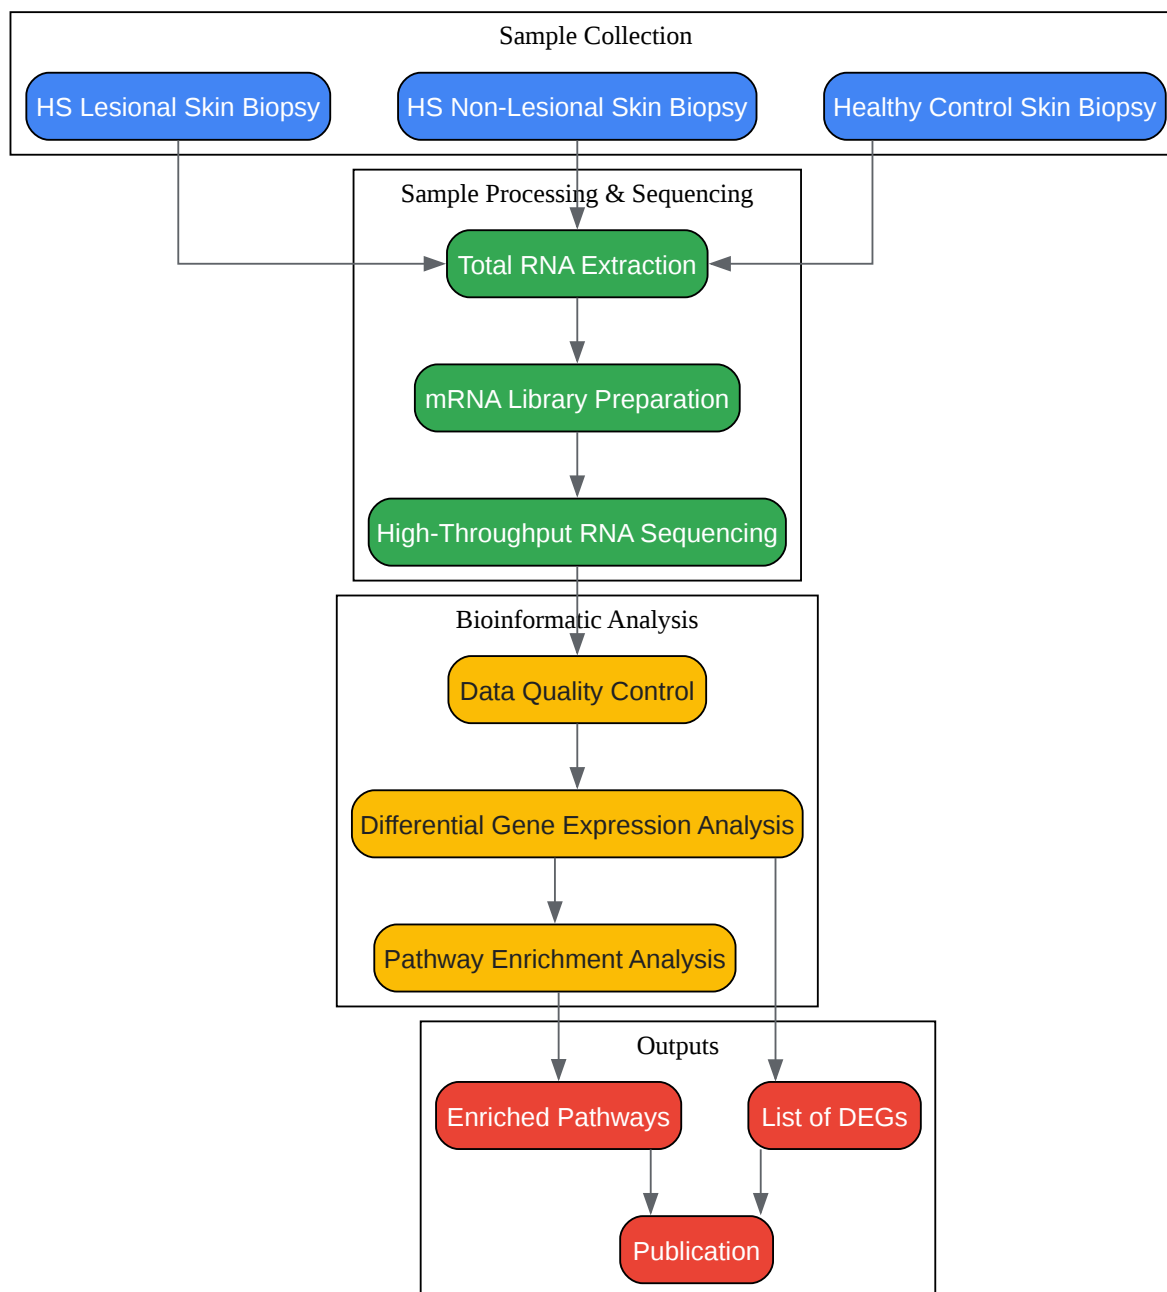 Sample Collection
HS Lesional Skin Biopsy
HS Non-Lesional Skin Biopsy
Healthy Control Skin Biopsy
Sample Processing & Sequencing
Total RNA Extraction
mRNA Library Preparation
High-Throughput RNA Sequencing
Bioinformatic Analysis
Data Quality Control
Differential Gene Expression Analysis
Pathway Enrichment Analysis
Outputs
Enriched Pathways
List of DEGs
Publication